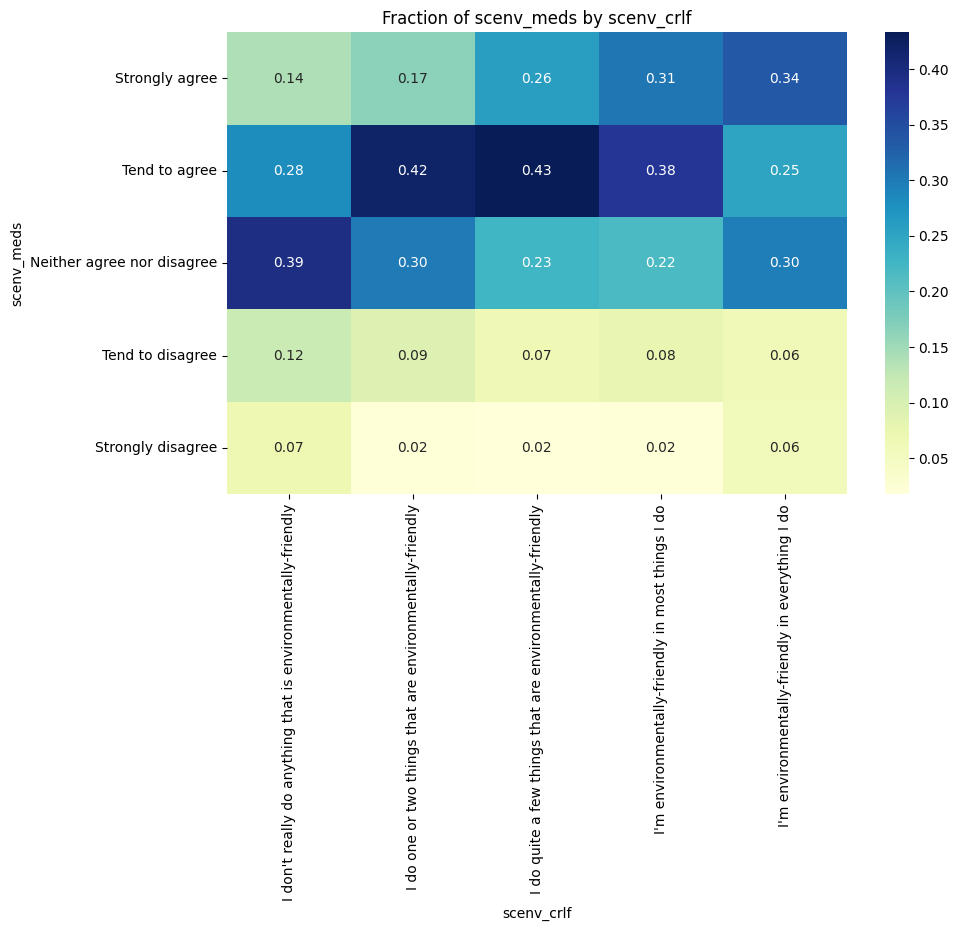 Fraction of scenv_meds by scenv_crlf
scenv_meds
Strongly agree
0.14 0.17 0.26 0.31 0.34
Tend to agree
0.28 0.42 0.43 0.38 0.25
Neither agree nor disagree
0.39 0.30 0.23 0.22 0.30
Tend to disagree
0.12 0.09 0.07 0.08 0.06
Strongly disagree
0.07 0.02 0.02 0.02 0.06
0.40
0.35
0.30
0.25
0.20
0.15
0.10
0.05
I don't really do anything that is environmentally-friendly
I do one or two things that are environmentally-friendly
I do quite a few things that are environmentally-friendly
I'm environmentally-friendly in most things I do
I'm environmentally-friendly in everything I do
scenv_crlf